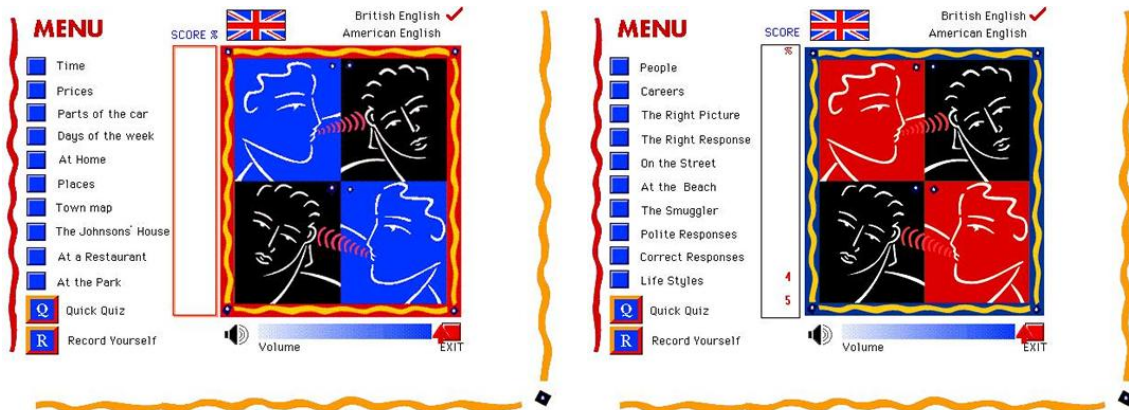 MENU
British English
American English
SCORE %
Time
Prices
Parts of the car
Days of the week
At Home
Places
Town map
The Johnsons' House
At a Restaurant
At the Park
Q Quick Quiz
R Record Yourself
Volume
EXIT
MENU
British English
American English
SCORE
%
People
Careers
The Right Picture
The Right Response
On the Street
At the Beach
The Smuggler
Polite Responses
Correct Responses
Life Styles
4
5
Q Quick Quiz
R Record Yourself
Volume
EXIT